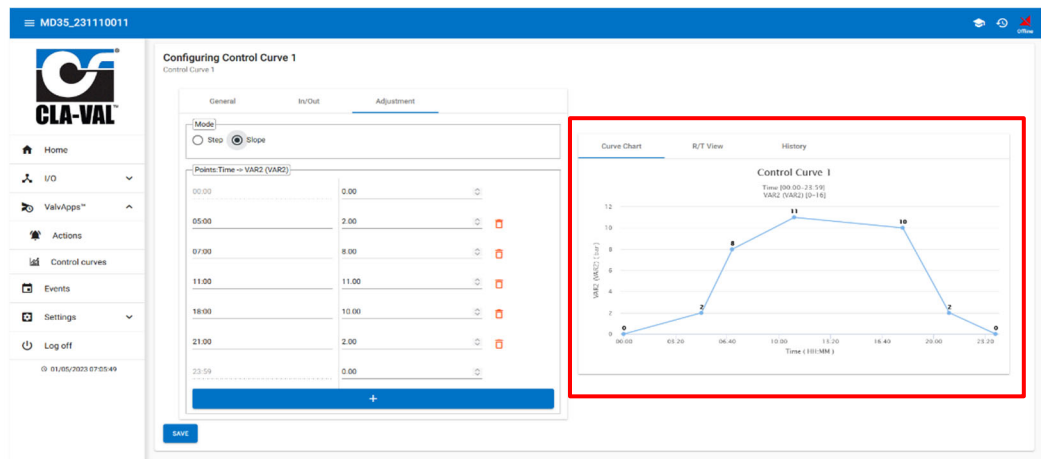 MD35_231110011
Offline
CLA-VAL™
Home
I/O
ValvApps™
Actions
Control curves
Events
Settings
Log off
01/05/2023 07:05:49
Configuring Control Curve 1
Control Curve 1
General In/Out Adjustment
Mode
Step Slope
Points:Time -> VAR2 (VAR2)
00:00 0.00
05:00 2.00
07:00 8.00
11:00 11.00
18:00 10.00
21:00 2.00
23:59 0.00
+
SAVE
Curve Chart R/T View History
Control Curve 1
Time [00:00-23:59]
VAR2 (VAR2) [0-16]
VAR2 (VAR2) ( bar )
12
10
8
6
4
2
0
0
2
8
11
10
2
0
00:00 03:20 06:40 10:00 13:20 16:40 20:00 23:20
Time ( HH:MM )